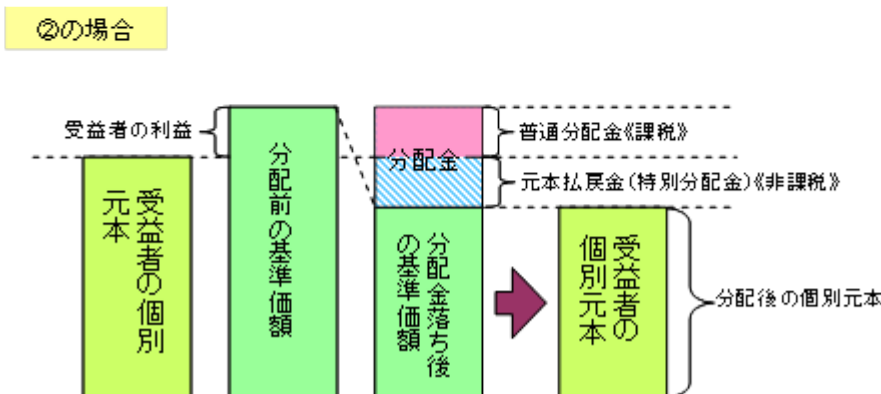 ②の場合
受益者の利益
普通分配金《課税》
分配金
元本払戻金(特別分配金)《非課税》
受益者の個別
元本
分配前の基準価額
分配金落ち後
の基準価額
受益者の
個別元本
分配後の個別元本